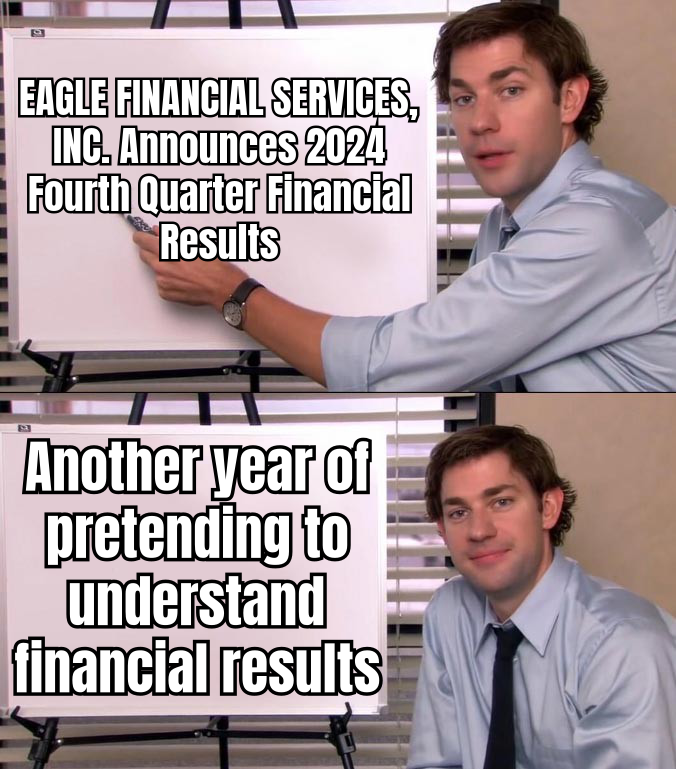 EAGLE FINANCIAL SERVICES,
INC. Announces 2024
Fourth Quarter Financial
Results
Another year of
pretending to
understand
financial results